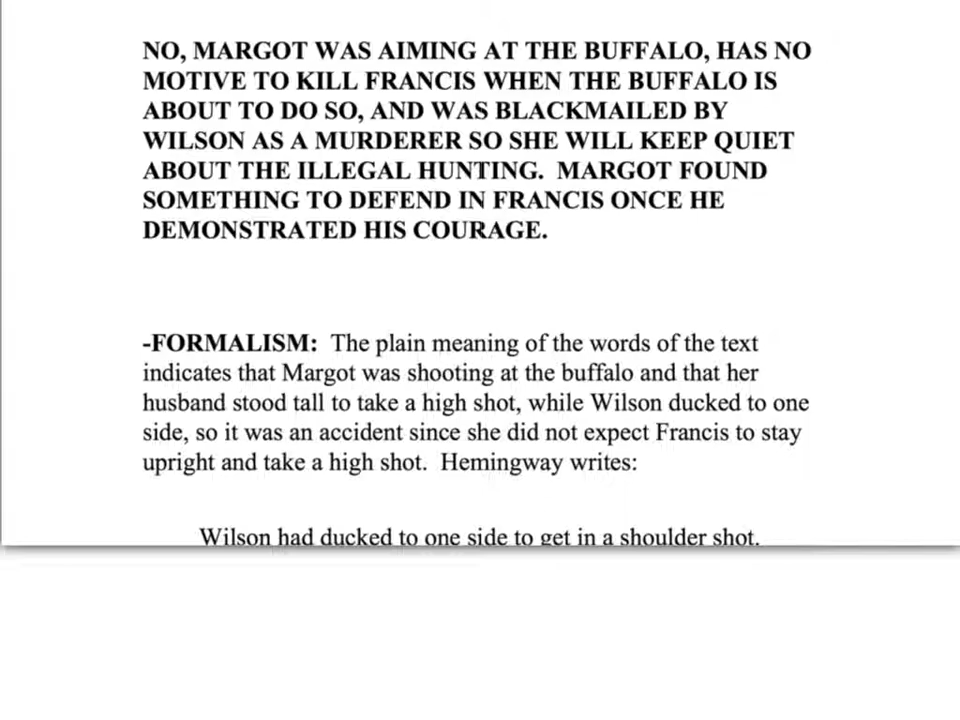 NO, MARGOT WAS AIMING AT THE BUFFALO, HAS NO
MOTIVE TO KILL FRANCIS WHEN THE BUFFALO IS
ABOUT TO DO SO, AND WAS BLACKMAILED BY
WILSON AS A MURDERER SO SHE WILL KEEP QUIET
ABOUT THE ILLEGAL HUNTING.  MARGOT FOUND
SOMETHING TO DEFEND IN FRANCIS ONCE HE
DEMONSTRATED HIS COURAGE.
-FORMALISM:  The plain meaning of the words of the text
indicates that Margot was shooting at the buffalo and that her
husband stood tall to take a high shot, while Wilson ducked to one
side, so it was an accident since she did not expect Francis to stay
upright and take a high shot.  Hemingway writes:
Wilson had ducked to one side to get in a shoulder shot.